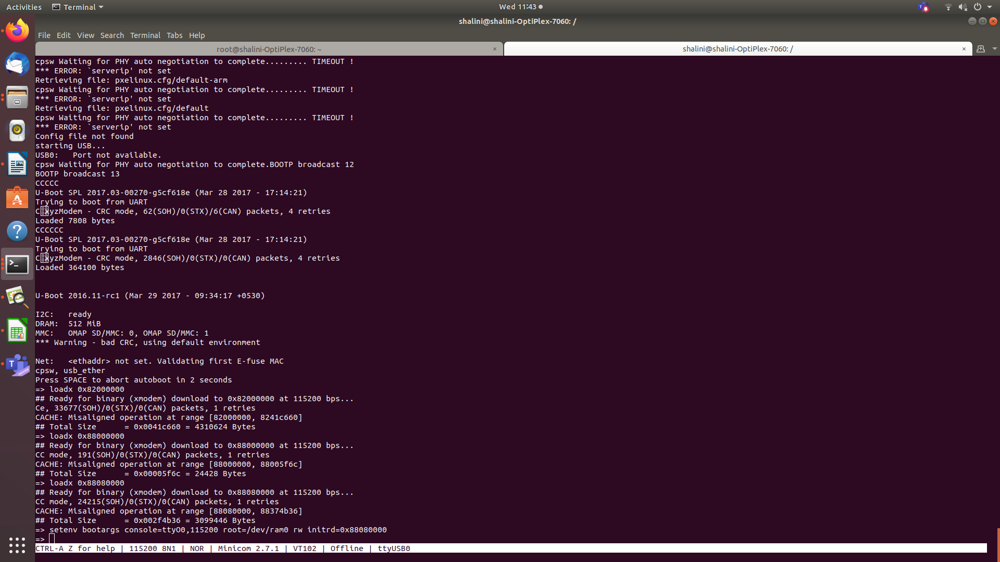 Activities Terminal Wed 11:43
shalini@shalini-OptiPlex-7060: /
File Edit View Search Terminal Tabs Help
root@shalini-OptiPlex-7060: ~ × shalini@shalini-OptiPlex-7060: / ×
cpsw Waiting for PHY auto negotiation to complete......... TIMEOUT !
*** ERROR: `serverip' not set
Retrieving file: pxelinux.cfg/default-arm
cpsw Waiting for PHY auto negotiation to complete......... TIMEOUT !
*** ERROR: `serverip' not set
Retrieving file: pxelinux.cfg/default
cpsw Waiting for PHY auto negotiation to complete......... TIMEOUT !
*** ERROR: `serverip' not set
Config file not found
starting USB...
USB0:   Port not available.
cpsw Waiting for PHY auto negotiation to complete.BOOTP broadcast 12
BOOTP broadcast 13
CCCCC
U-Boot SPL 2017.03-00270-g5cf618e (Mar 28 2017 - 17:14:21)
Trying to boot from UART
CxyzModem - CRC mode, 62(SOH)/0(STX)/6(CAN) packets, 4 retries
Loaded 7808 bytes
CCCCCC
U-Boot SPL 2017.03-00270-g5cf618e (Mar 28 2017 - 17:14:21)
Trying to boot from UART
CxyzModem - CRC mode, 2846(SOH)/0(STX)/0(CAN) packets, 4 retries
Loaded 364100 bytes
U-Boot 2016.11-rc1 (Mar 29 2017 - 09:34:17 +0530)
I2C:   ready
DRAM:  512 MiB
MMC:   OMAP SD/MMC: 0, OMAP SD/MMC: 1
*** Warning - bad CRC, using default environment
Net:   <ethaddr> not set. Validating first E-fuse MAC
cpsw, usb_ether
Press SPACE to abort autoboot in 2 seconds
=> loadx 0x82000000
## Ready for binary (xmodem) download to 0x82000000 at 115200 bps...
Ce, 33677(SOH)/0(STX)/0(CAN) packets, 1 retries
CACHE: Misaligned operation at range [82000000, 8241c660]
## Total Size      = 0x0041c660 = 4310624 Bytes
=> loadx 0x88000000
## Ready for binary (xmodem) download to 0x88000000 at 115200 bps...
CC mode, 191(SOH)/0(STX)/0(CAN) packets, 1 retries
CACHE: Misaligned operation at range [88000000, 88005f6c]
## Total Size      = 0x00005f6c = 24428 Bytes
=> loadx 0x88080000
## Ready for binary (xmodem) download to 0x88080000 at 115200 bps...
CC mode, 24215(SOH)/0(STX)/0(CAN) packets, 1 retries
CACHE: Misaligned operation at range [88080000, 88374b36]
## Total Size      = 0x002f4b36 = 3099446 Bytes
=> setenv bootargs console=ttyO0,115200 root=/dev/ram0 rw initrd=0x88080000
=>
CTRL-A Z for help | 115200 8N1 | NOR | Minicom 2.7.1 | VT102 | Offline | ttyUSB0